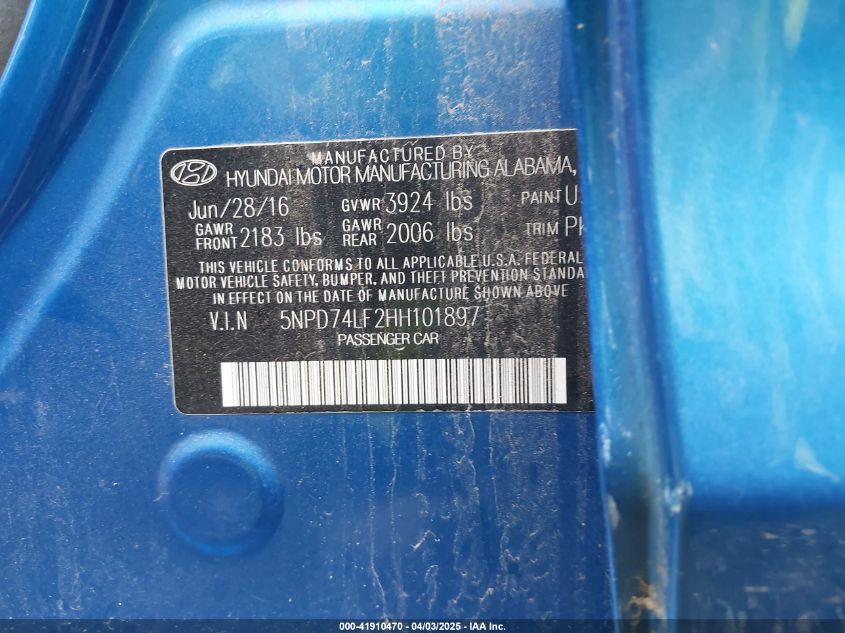 MANUFACTURED BY
HYUNDAI MOTOR MANUFACTURING ALABAMA,
Jun/28/16 GVWR 3924 lbs PAINT U
GAWR FRONT 2183 lbs GAWR REAR 2006 lbs TRIM PK
THIS VEHICLE CONFORMS TO ALL APPLICABLE U.S.A. FEDERAL
MOTOR VEHICLE SAFETY, BUMPER, AND THEFT PREVENTION STANDA
IN EFFECT ON THE DATE OF MANUFACTURE SHOWN ABOVE
V.I.N 5NPD74LF2HH101897
PASSENGER CAR
000-41910470 - 04/03/2025 - IAA Inc.